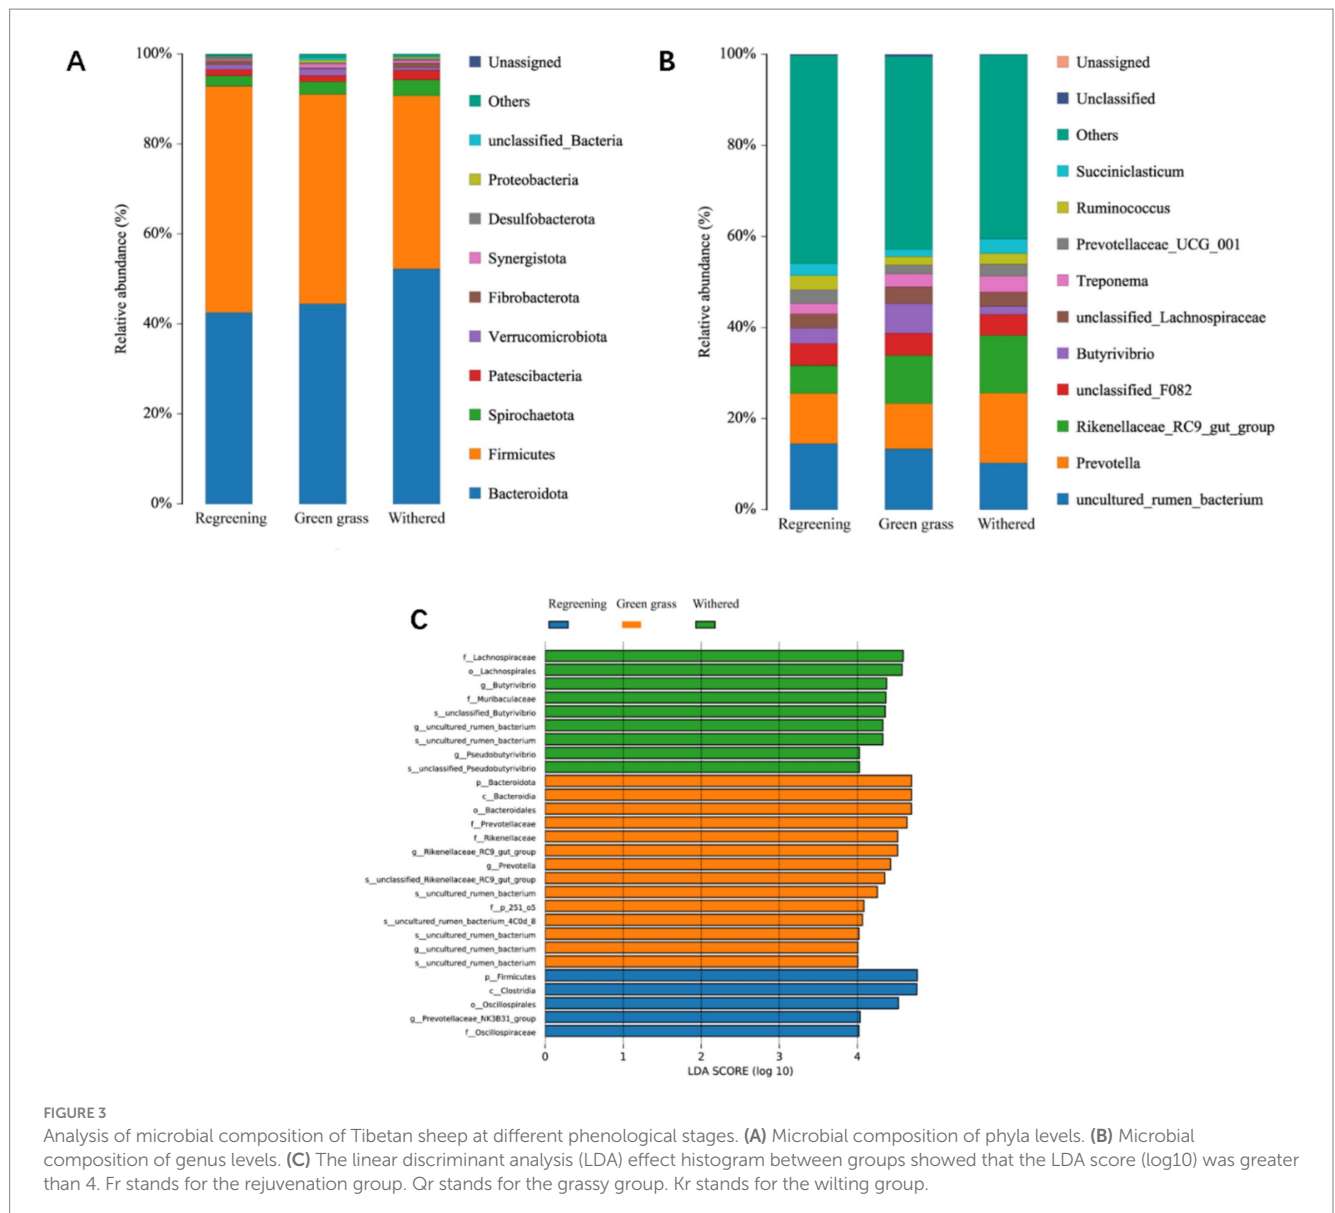 A
100%
80%
60%
40%
20%
0%
Relative abundance (%)
Regreening
Green grass
Withered
Unassigned
Others
unclassified_Bacteria
Proteobacteria
Desulfobacterota
Synergistota
Fibrobacterota
Verrucomicrobiota
Patescibacteria
Spirochaetota
Firmicutes
Bacteroidota
B
100%
80%
60%
40%
20%
0%
Relative abundance (%)
Regreening
Green grass
Withered
Unassigned
Unclassified
Others
Succiniclasticum
Ruminococcus
Prevotellaceae_UCG_001
Treponema
unclassified_Lachnospiraceae
Butyrivibrio
unclassified_F082
Rikenellaceae_RC9_gut_group
Prevotella
uncultured_rumen_bacterium
C
Regreening Green grass Withered
f__Lachnospiraceae
o__Lachnospirales
g__Butyrivibrio
f__Muribaculaceae
s__unclassified_Butyrivibrio
g__uncultured_rumen_bacterium
s__uncultured_rumen_bacterium
g__Pseudobutyrivibrio
s__unclassified_Pseudobutyrivibrio
p__Bacteroidota
c__Bacteroidia
o__Bacteroidales
f__Prevotellaceae
f__Rikenellaceae
g__Rikenellaceae_RC9_gut_group
g__Prevotella
s__unclassified_Rikenellaceae_RC9_gut_group
s__uncultured_rumen_bacterium
f__p_251_o5
s__uncultured_rumen_bacterium_4C0d_8
s__uncultured_rumen_bacterium
g__uncultured_rumen_bacterium
s__uncultured_rumen_bacterium
p__Firmicutes
c__Clostridia
o__Oscillospirales
g__Prevotellaceae_NK3B31_group
f__Oscillospiraceae
0 1 2 3 4
LDA SCORE (log 10)
FIGURE 3
Analysis of microbial composition of Tibetan sheep at different phenological stages. (A) Microbial composition of phyla levels. (B) Microbial
composition of genus levels. (C) The linear discriminant analysis (LDA) effect histogram between groups showed that the LDA score (log10) was greater
than 4. Fr stands for the rejuvenation group. Qr stands for the grassy group. Kr stands for the wilting group.